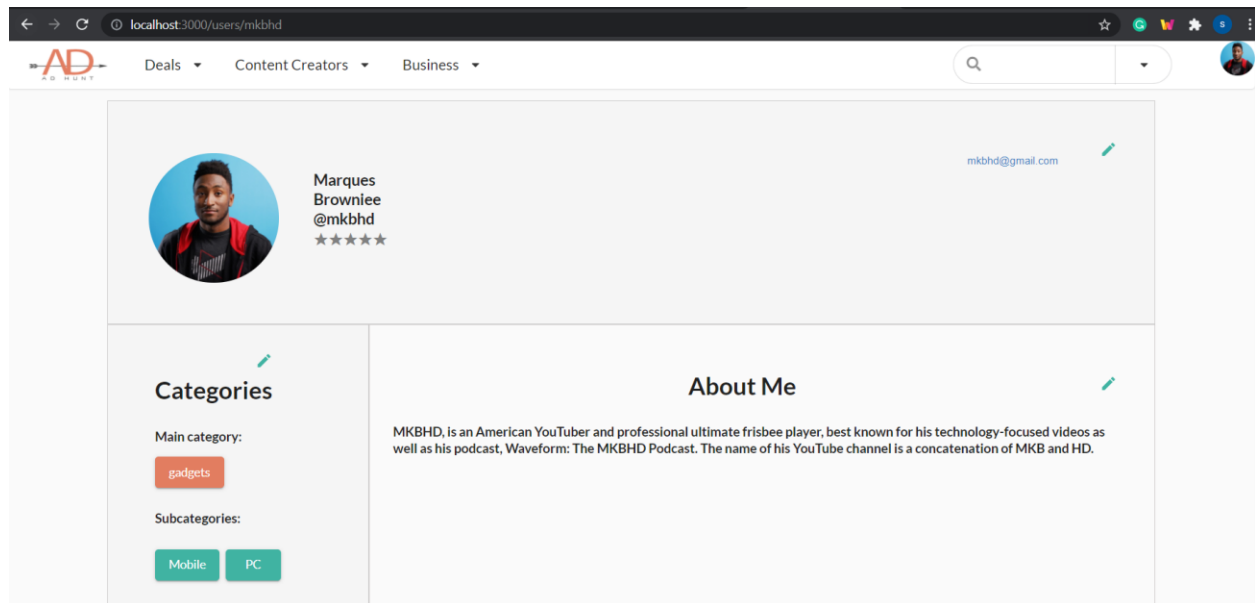 localhost:3000/users/mkbhd
S
AD
AD HUNT
Deals
Content Creators
Business
mkbhd@gmail.com
Marques
Browniee
@mkbhd
Categories
Main category:
gadgets
Subcategories:
Mobile PC
About Me
MKBHD, is an American YouTuber and professional ultimate frisbee player, best known for his technology-focused videos as
well as his podcast, Waveform: The MKBHD Podcast. The name of his YouTube channel is a concatenation of MKB and HD.